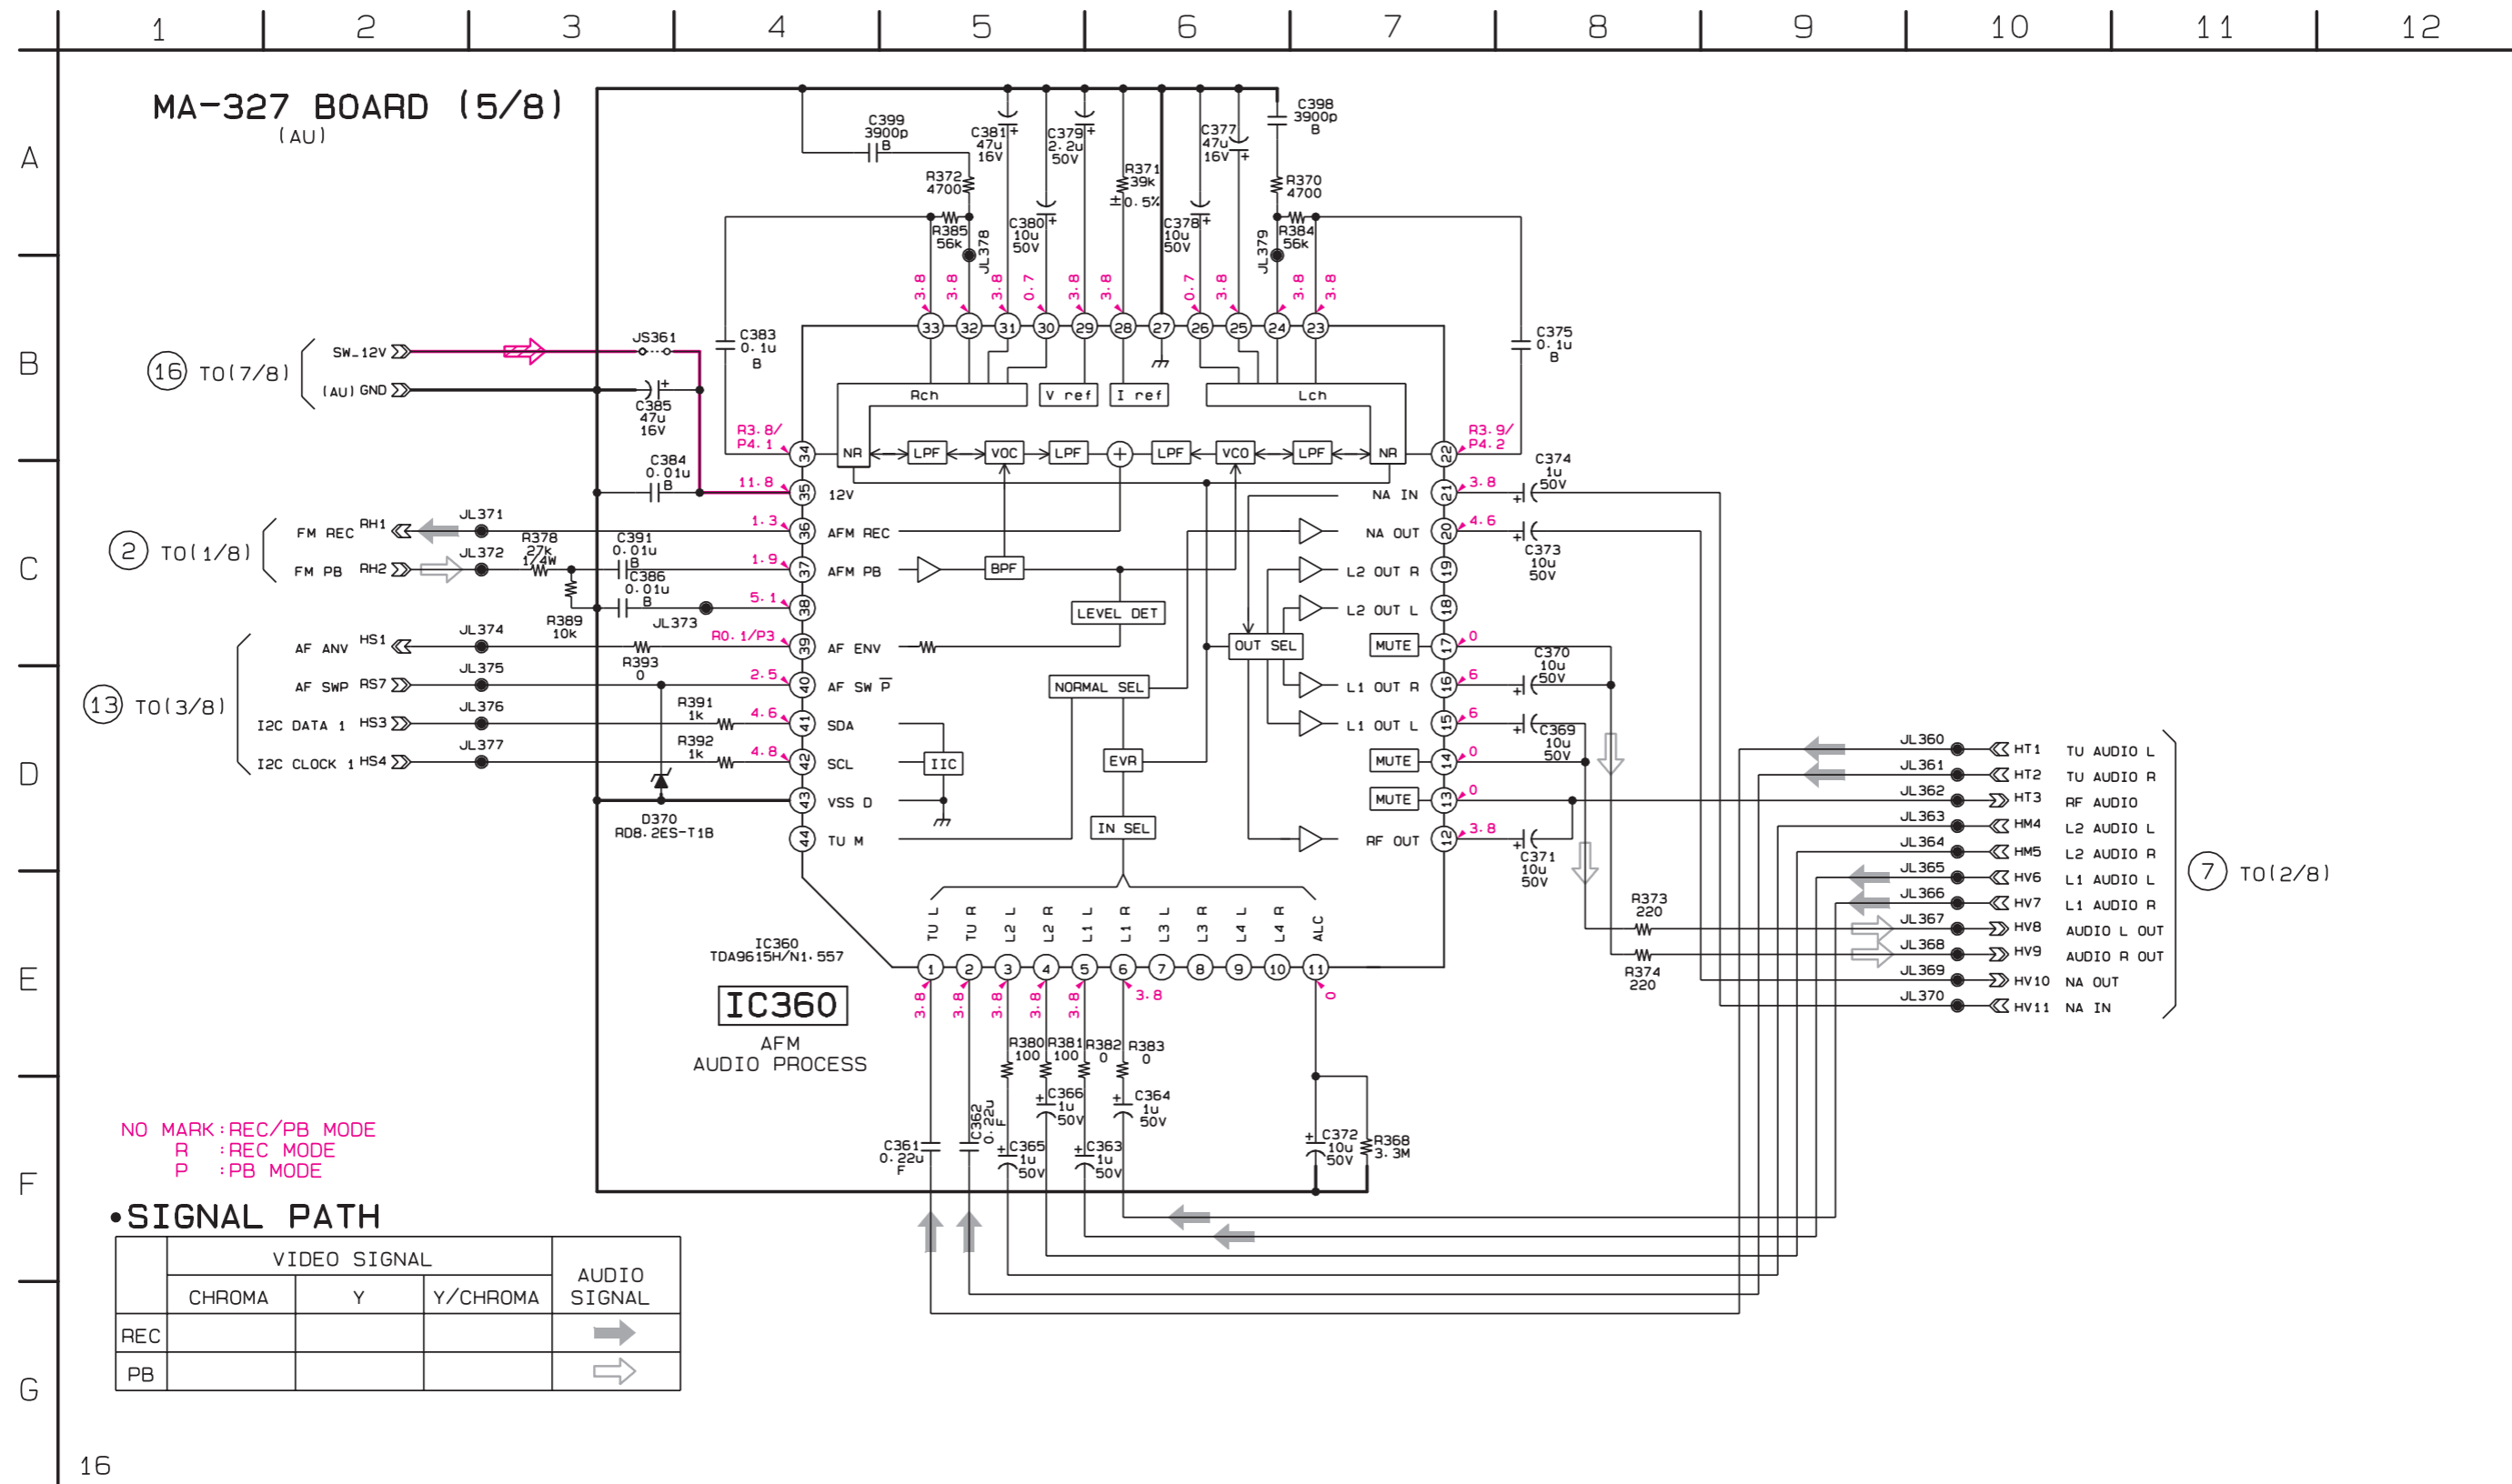 1 2 3 4 5 6 7 8 9 10 11 12
A
B
C
D
E
F
G
MA-327 BOARD (5/8)
(AU)
C399
3900p
B
C381
47u
16V
C379
2.2u
50V
C377
47u
16V
C398
3900p
B
R372
4700
R371
39k
±0.5%
R370
4700
R385
56k
JL378
C380
10u
50V
C378
10u
50V
JL379
R384
56k
3.8 3.8 3.8 0.7 3.8 3.8 0.7 3.8 3.8 3.8
33 32 31 30 29 28 27 26 25 24 23
C383
0.1u
B
C375
0.1u
B
16 TO(7/8)
SW_12V
(AU) GND
JS361
C385
47u
16V
C384
0.01u
B
Rch
V ref
I ref
Lch
R3.8/
P4.1
34
NR LPF VOC LPF + LPF VCO LPF NR
22
R3.9/
P4.2
11.8
35
12V
NA IN
21
3.8
C374
1u
50V
2 TO(1/8)
FM REC RH1
JL371
1.3
36
AFM REC
NA OUT
20
4.6
C373
10u
50V
FM PB RH2
JL372
R378
27k
1/4W
C391
0.01u
B
1.9
37
AFM PB
BPF
L2 OUT R
19
R389
10k
C386
0.01u
B
JL373
5.1
38
LEVEL DET
L2 OUT L
18
13 TO(3/8)
AF ANV HS1
JL374
R393
0
R0.1/P3
39
AF ENV
OUT SEL
MUTE
17
0
C370
10u
50V
AF SWP RS7
JL375
2.5
40
AF SW P̅
NORMAL SEL
L1 OUT R
16
6
I2C DATA 1 HS3
JL376
R391
1k
4.6
41
SDA
L1 OUT L
15
6
C369
10u
50V
I2C CLOCK 1 HS4
JL377
R392
1k
4.8
42
SCL
IIC
EVR
MUTE
14
0
43
VSS D
MUTE
13
0
D370
RD8.2ES-T1B
44
TU M
IN SEL
RF OUT
12
3.8
C371
10u
50V
TU L TU R L2 L L2 R L1 L L1 R L3 L L3 R L4 L L4 R ALC
1 2 3 4 5 6 7 8 9 10 11
3.8 3.8 3.8 3.8 3.8 3.8 0
IC360
TDA9615H/N1.557
IC360
AFM
AUDIO PROCESS
R373
220
R374
220
JL360 HT1 TU AUDIO L
JL361 HT2 TU AUDIO R
JL362 HT3 RF AUDIO
JL363 HM4 L2 AUDIO L
JL364 HM5 L2 AUDIO R
JL365 HV6 L1 AUDIO L
JL366 HV7 L1 AUDIO R
JL367 HV8 AUDIO L OUT
JL368 HV9 AUDIO R OUT
JL369 HV10 NA OUT
JL370 HV11 NA IN
7 TO(2/8)
R380
100
R381
100
R382
0
R383
0
C366
1u
50V
C364
1u
50V
C361
0.22u
F
C362
0.22u
F
C365
1u
50V
C363
1u
50V
C372
10u
50V
R368
3.3M
NO MARK :REC/PB MODE
R :REC MODE
P :PB MODE
•SIGNAL PATH
VIDEO SIGNAL
AUDIO
SIGNAL
CHROMA Y Y/CHROMA
REC
PB
16